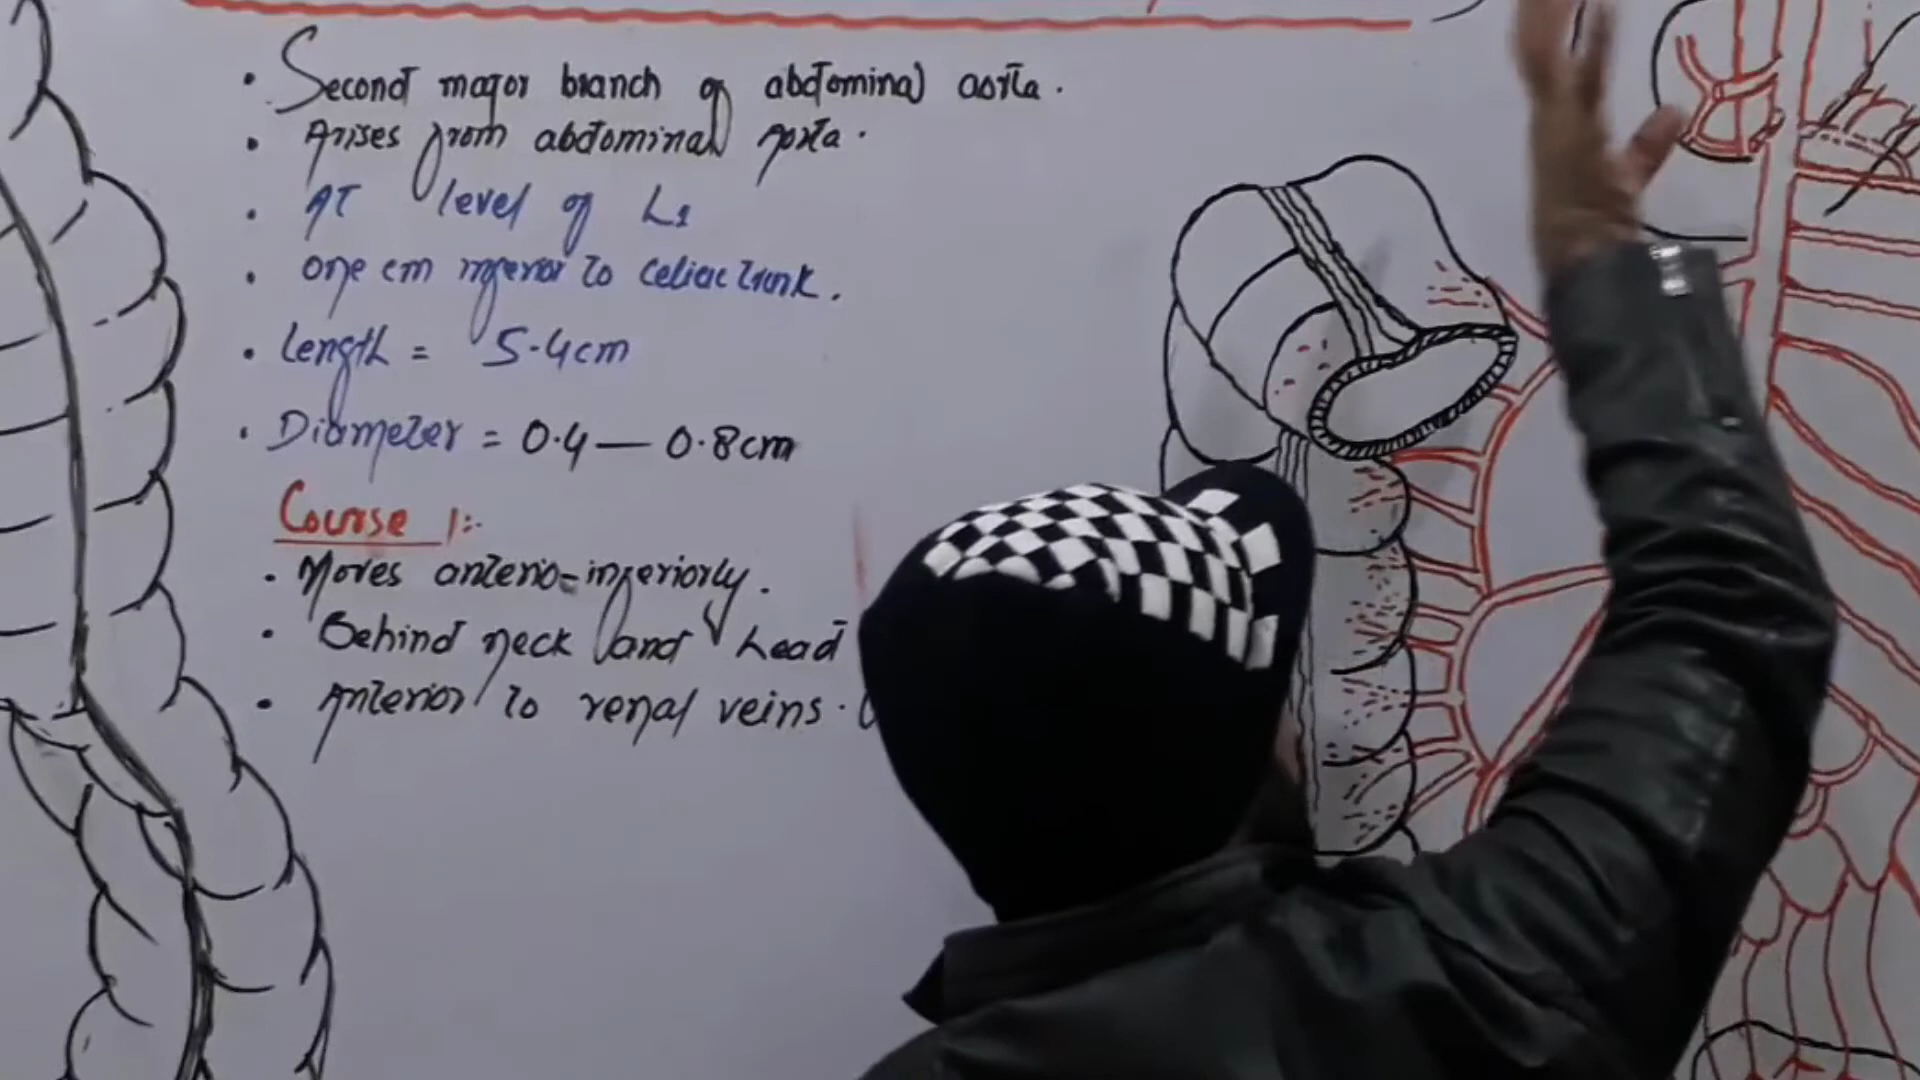 • Second major branch of abdominal aorta.
• Arises from abdominal Aorta.
• AT level of L1
• one cm inferior to Celiac trunk.
• Length = 5.4cm
• Diameter = 0.4 — 0.8cm
Course 1:-
• Moves anterio-inferiorly.
• Behind neck and head
• Anterior to renal veins.